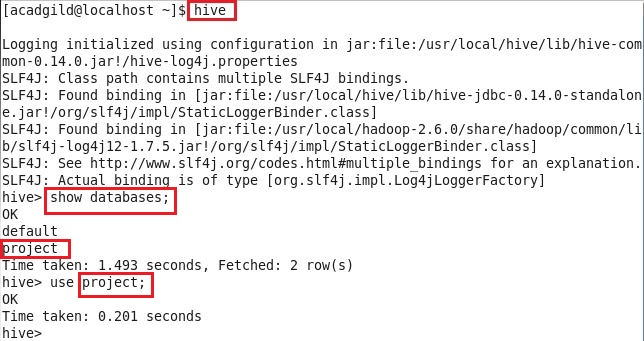 [acadgild@localhost ~]$ hive
Logging initialized using configuration in jar:file:/usr/local/hive/lib/hive-com
mon-0.14.0.jar!/hive-log4j.properties
SLF4J: Class path contains multiple SLF4J bindings.
SLF4J: Found binding in [jar:file:/usr/local/hive/lib/hive-jdbc-0.14.0-standalon
e.jar!/org/slf4j/impl/StaticLoggerBinder.class]
SLF4J: Found binding in [jar:file:/usr/local/hadoop-2.6.0/share/hadoop/common/li
b/slf4j-log4j12-1.7.5.jar!/org/slf4j/impl/StaticLoggerBinder.class]
SLF4J: See http://www.slf4j.org/codes.html#multiple_bindings for an explanation.
SLF4J: Actual binding is of type [org.slf4j.impl.Log4jLoggerFactory]
hive> show databases;
OK
default
project
Time taken: 1.493 seconds, Fetched: 2 row(s)
hive> use project;
OK
Time taken: 0.201 seconds
hive>